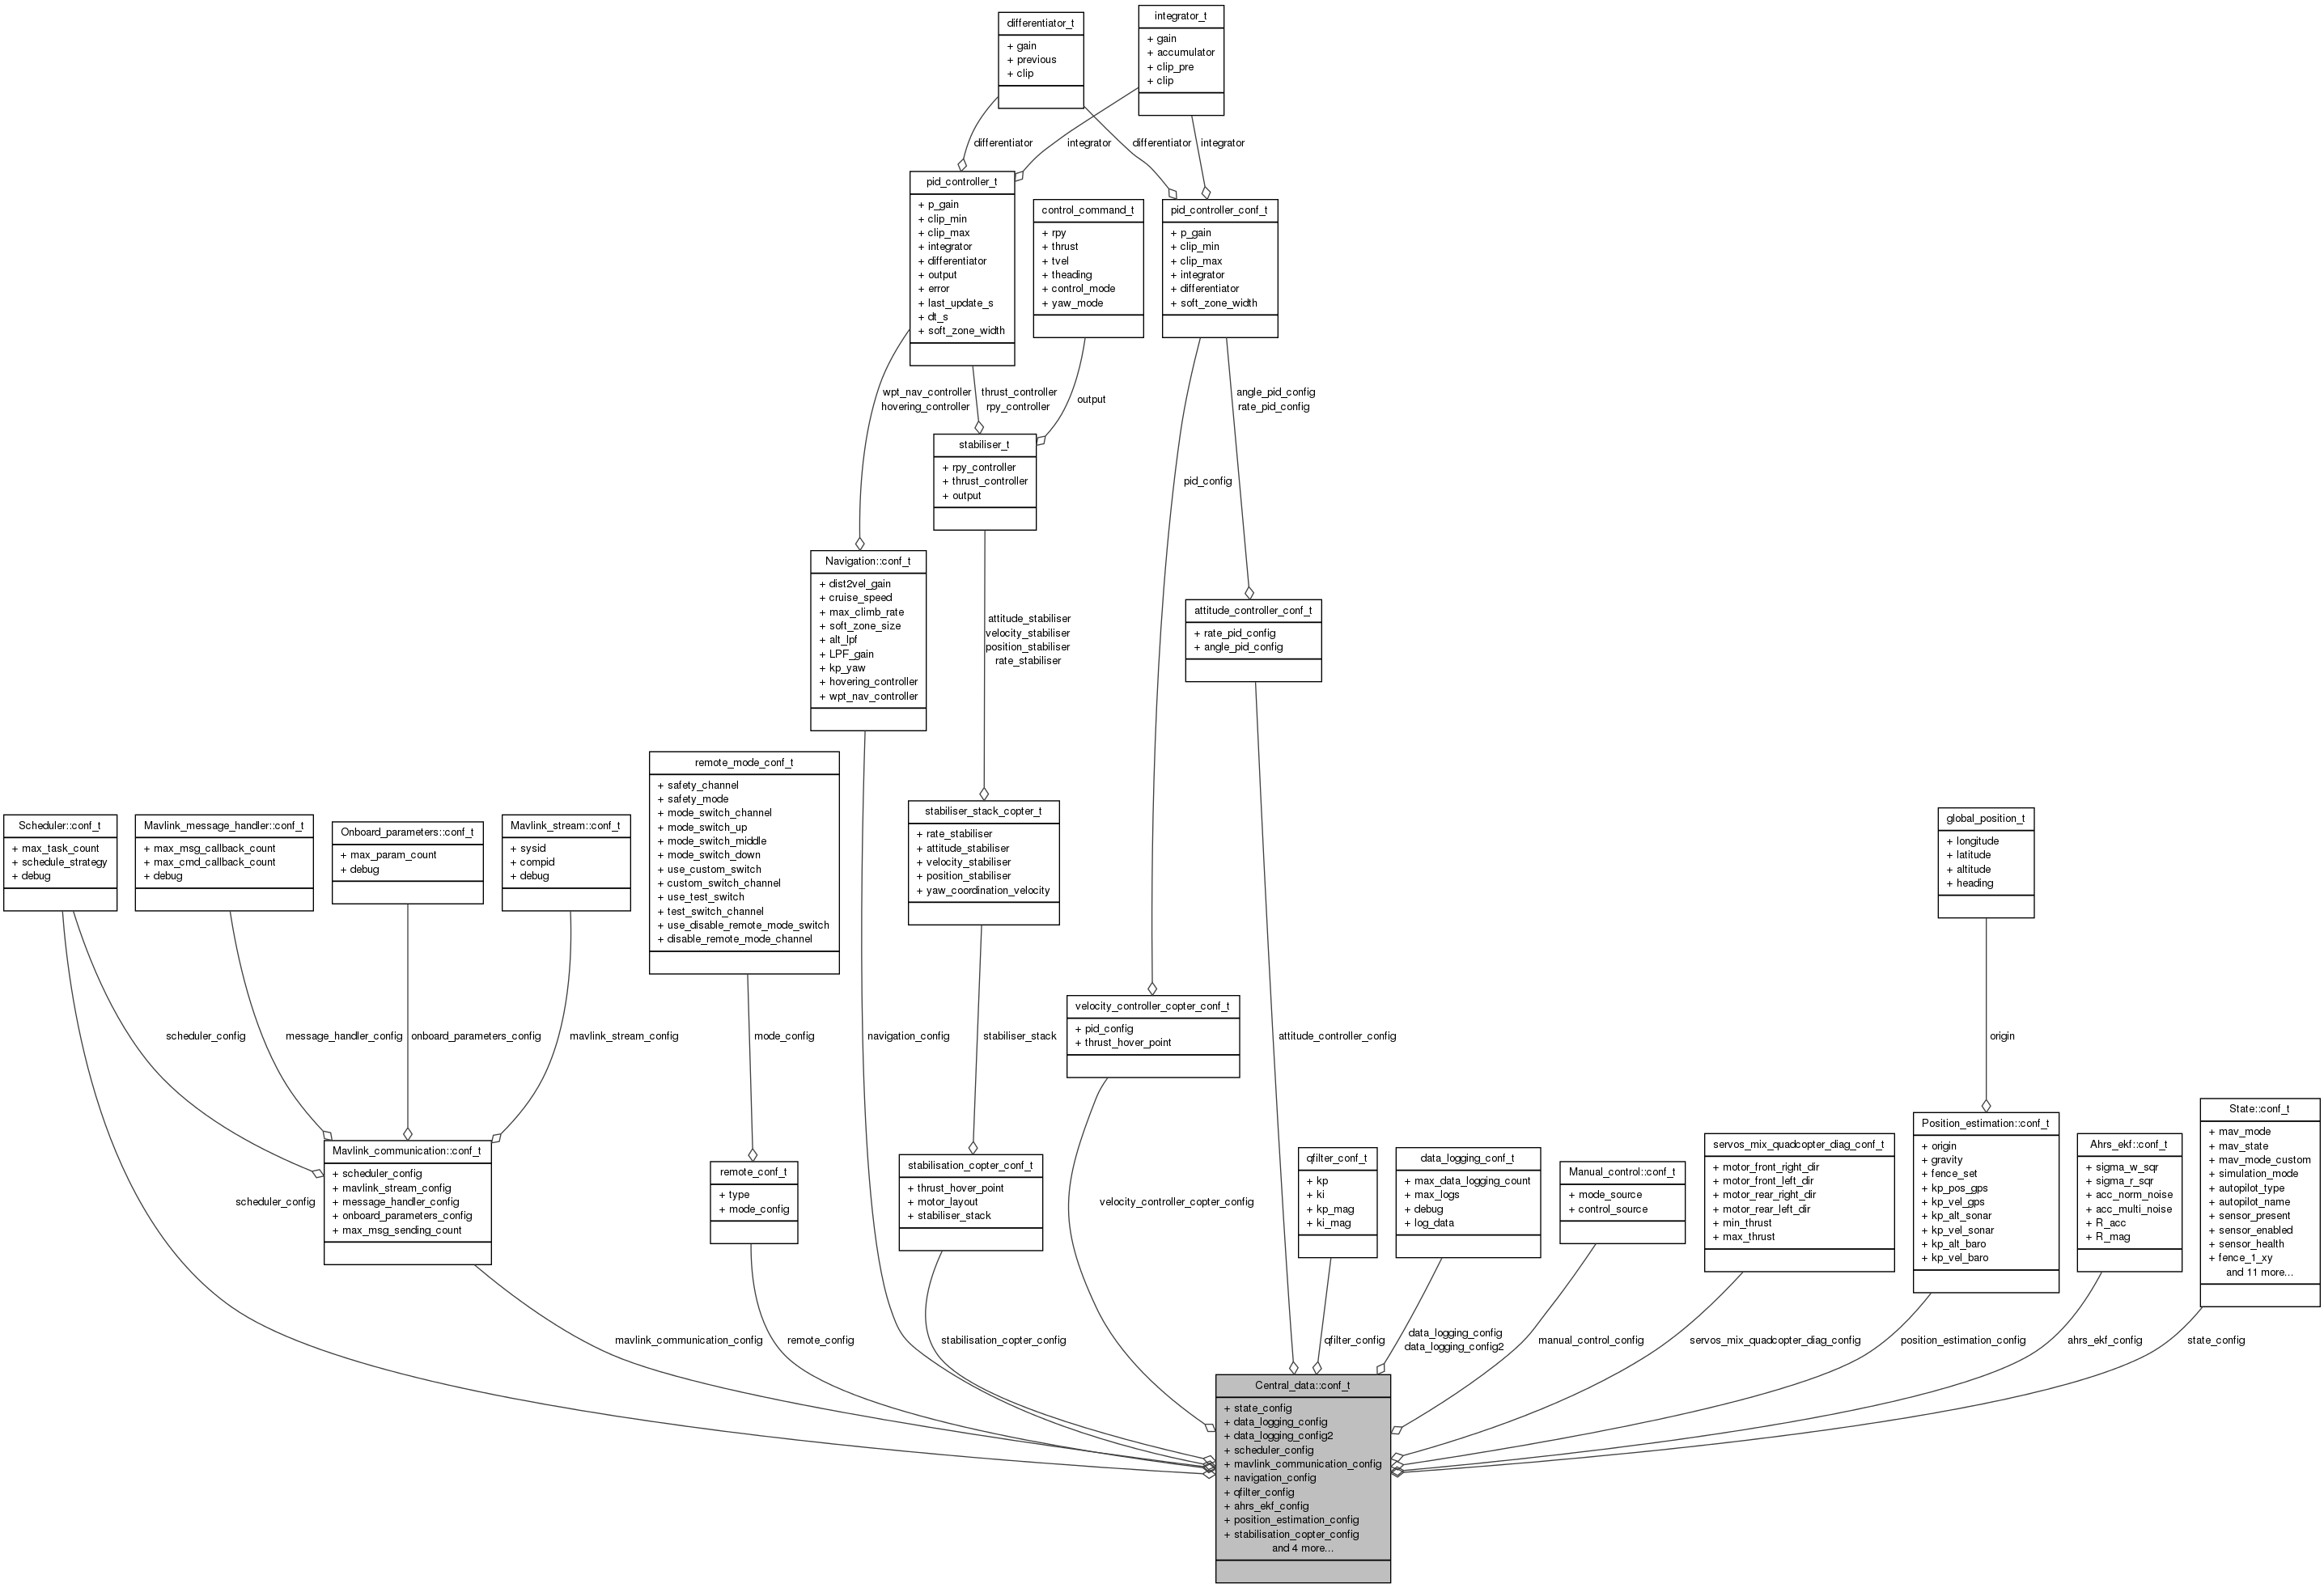 differentiator_t
+ gain
+ previous
+ clip
integrator_t
+ gain
+ accumulator
+ clip_pre
+ clip
differentiator
integrator
differentiator
integrator
pid_controller_t
+ p_gain
+ clip_min
+ clip_max
+ integrator
+ differentiator
+ output
+ error
+ last_update_s
+ dt_s
+ soft_zone_width
control_command_t
+ rpy
+ thrust
+ tvel
+ theading
+ control_mode
+ yaw_mode
pid_controller_conf_t
+ p_gain
+ clip_min
+ clip_max
+ integrator
+ differentiator
+ soft_zone_width
wpt_nav_controller
hovering_controller
thrust_controller
rpy_controller
output
angle_pid_config
rate_pid_config
stabiliser_t
+ rpy_controller
+ thrust_controller
+ output
pid_config
Navigation::conf_t
+ dist2vel_gain
+ cruise_speed
+ max_climb_rate
+ soft_zone_size
+ alt_lpf
+ LPF_gain
+ kp_yaw
+ hovering_controller
+ wpt_nav_controller
attitude_stabiliser
velocity_stabiliser
position_stabiliser
rate_stabiliser
attitude_controller_conf_t
+ rate_pid_config
+ angle_pid_config
Scheduler::conf_t
+ max_task_count
+ schedule_strategy
+ debug
Mavlink_message_handler::conf_t
+ max_msg_callback_count
+ max_cmd_callback_count
+ debug
Onboard_parameters::conf_t
+ max_param_count
+ debug
Mavlink_stream::conf_t
+ sysid
+ compid
+ debug
remote_mode_conf_t
+ safety_channel
+ safety_mode
+ mode_switch_channel
+ mode_switch_up
+ mode_switch_middle
+ mode_switch_down
+ use_custom_switch
+ custom_switch_channel
+ use_test_switch
+ test_switch_channel
+ use_disable_remote_mode_switch
+ disable_remote_mode_channel
stabiliser_stack_copter_t
+ rate_stabiliser
+ attitude_stabiliser
+ velocity_stabiliser
+ position_stabiliser
+ yaw_coordination_velocity
global_position_t
+ longitude
+ latitude
+ altitude
+ heading
velocity_controller_copter_conf_t
+ pid_config
+ thrust_hover_point
scheduler_config
message_handler_config
onboard_parameters_config
mavlink_stream_config
mode_config
navigation_config
stabiliser_stack
attitude_controller_config
origin
Mavlink_communication::conf_t
+ scheduler_config
+ mavlink_stream_config
+ message_handler_config
+ onboard_parameters_config
+ max_msg_sending_count
remote_conf_t
+ type
+ mode_config
stabilisation_copter_conf_t
+ thrust_hover_point
+ motor_layout
+ stabiliser_stack
qfilter_conf_t
+ kp
+ ki
+ kp_mag
+ ki_mag
data_logging_conf_t
+ max_data_logging_count
+ max_logs
+ debug
+ log_data
Manual_control::conf_t
+ mode_source
+ control_source
servos_mix_quadcopter_diag_conf_t
+ motor_front_right_dir
+ motor_front_left_dir
+ motor_rear_right_dir
+ motor_rear_left_dir
+ min_thrust
+ max_thrust
Position_estimation::conf_t
+ origin
+ gravity
+ fence_set
+ kp_pos_gps
+ kp_vel_gps
+ kp_alt_sonar
+ kp_vel_sonar
+ kp_alt_baro
+ kp_vel_baro
Ahrs_ekf::conf_t
+ sigma_w_sqr
+ sigma_r_sqr
+ acc_norm_noise
+ acc_multi_noise
+ R_acc
+ R_mag
State::conf_t
+ mav_mode
+ mav_state
+ mav_mode_custom
+ simulation_mode
+ autopilot_type
+ autopilot_name
+ sensor_present
+ sensor_enabled
+ sensor_health
+ fence_1_xy
and 11 more...
scheduler_config
velocity_controller_copter_config
mavlink_communication_config
remote_config
stabilisation_copter_config
qfilter_config
data_logging_config
data_logging_config2
manual_control_config
servos_mix_quadcopter_diag_config
position_estimation_config
ahrs_ekf_config
state_config
Central_data::conf_t
+ state_config
+ data_logging_config
+ data_logging_config2
+ scheduler_config
+ mavlink_communication_config
+ navigation_config
+ qfilter_config
+ ahrs_ekf_config
+ position_estimation_config
+ stabilisation_copter_config
and 4 more...